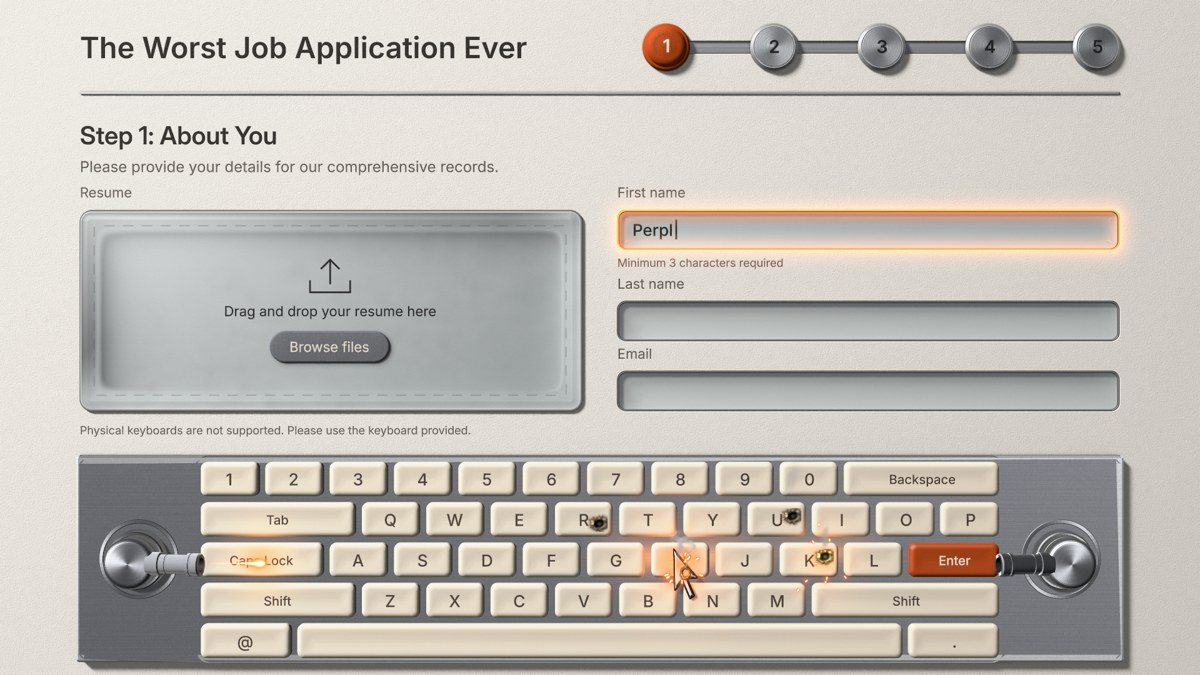 The Worst Job Application Ever
1 2 3 4 5
Step 1: About You
Please provide your details for our comprehensive records.
Resume
Drag and drop your resume here
Browse files
First name
Perpl
Minimum 3 characters required
Last name
Email
Physical keyboards are not supported. Please use the keyboard provided.
1 2 3 4 5 6 7 8 9 0 Backspace
Tab Q W E R T Y U I O P
Caps Lock A S D F G J K L Enter
Shift Z X C V B N M Shift
@ .